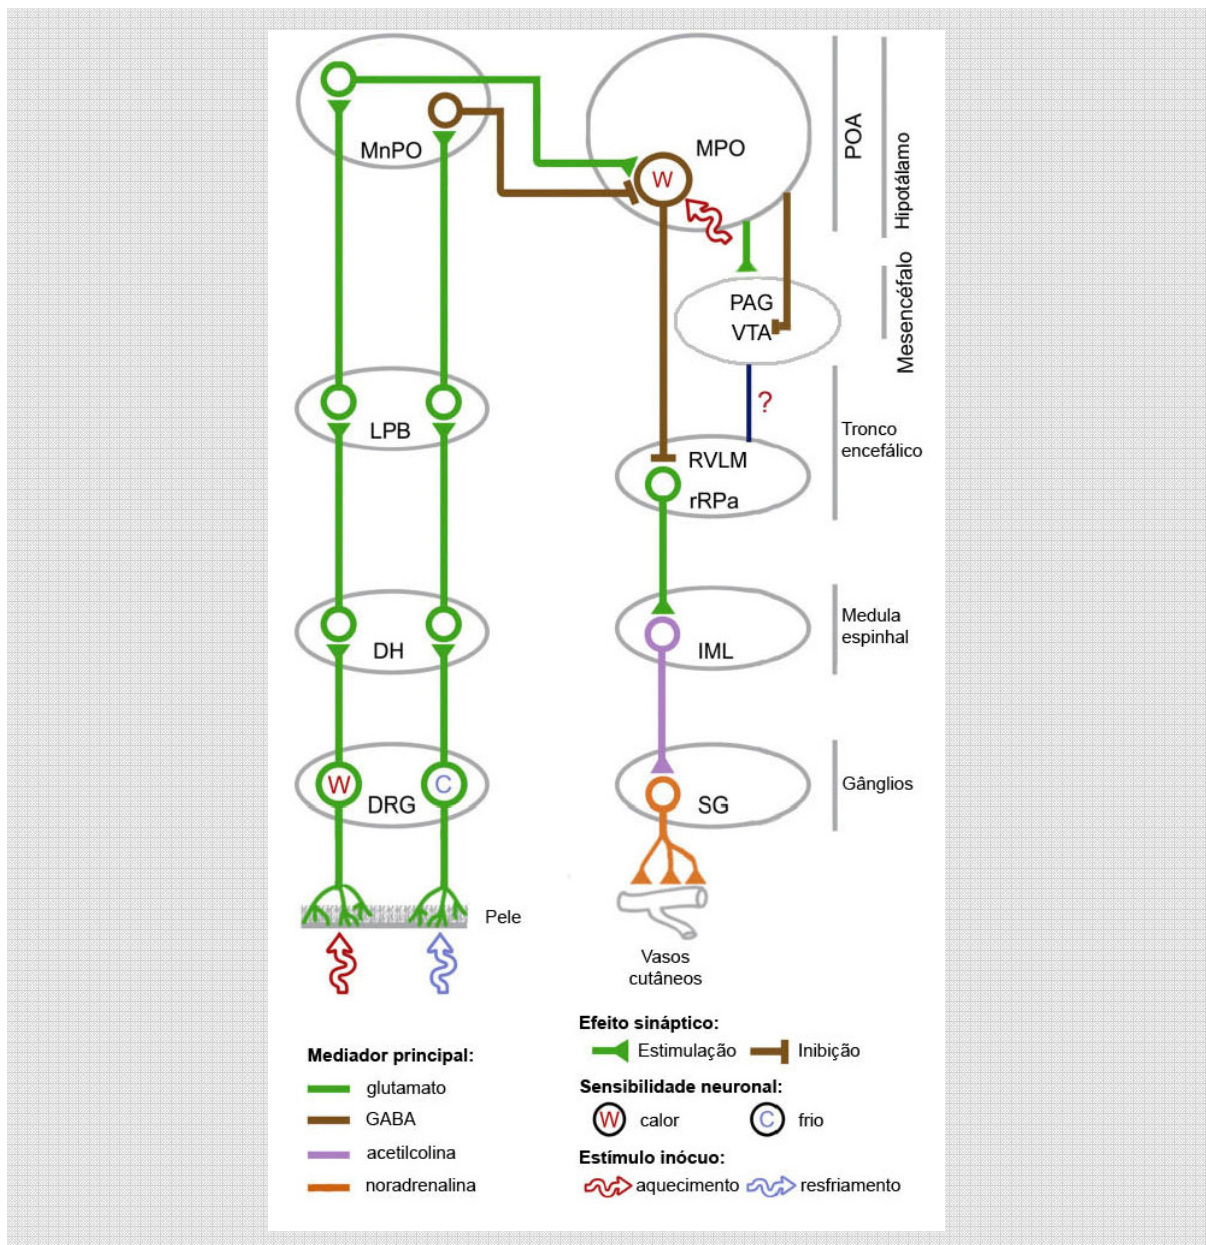 MnPO
MPO
W
POA
Hipotálamo
PAG
VTA
Mesencéfalo
?
LPB
RVLM
rRPa
Tronco
encefálico
DH
IML
Medula
espinhal
W
C
DRG
SG
Gânglios
Pele
Vasos
cutâneos
Mediador principal:
glutamato
GABA
acetilcolina
noradrenalina
Efeito sináptico:
Estimulação
Inibição
Sensibilidade neuronal:
W calor
C frio
Estímulo inócuo:
aquecimento
resfriamento